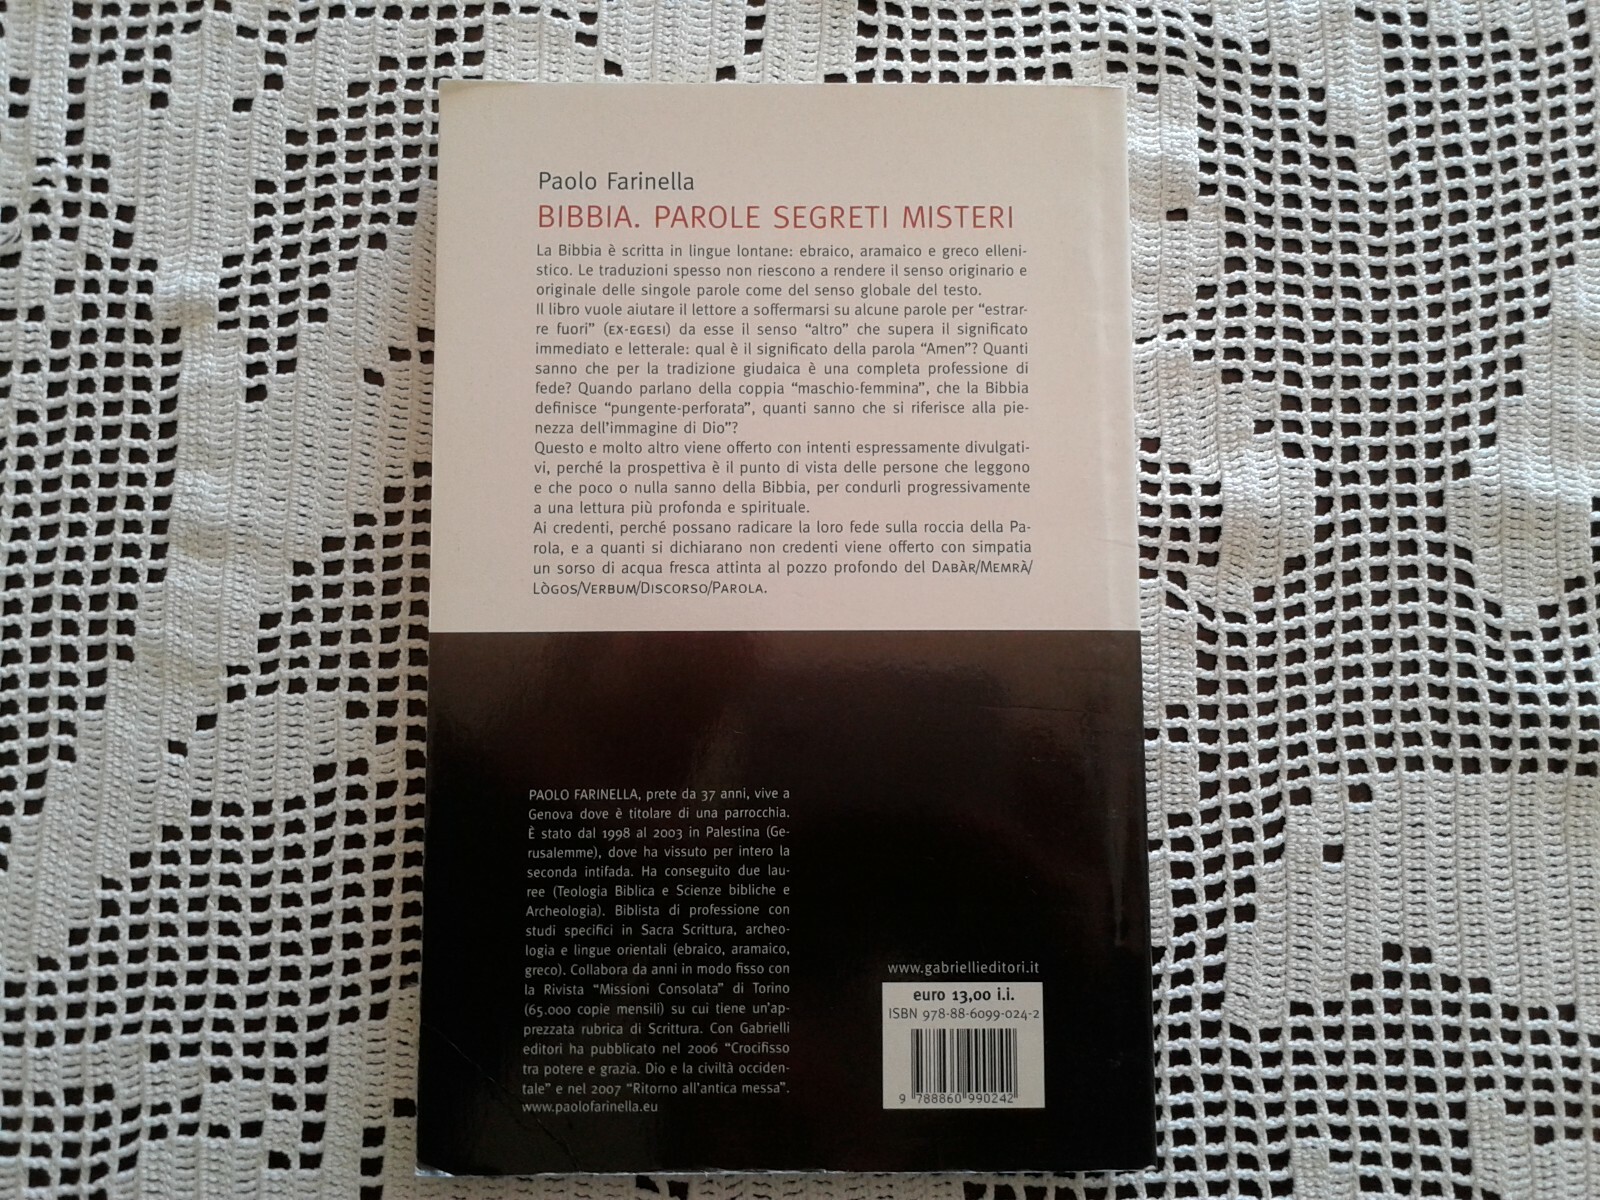 Paolo Farinella
BIBBIA. PAROLE SEGRETI MISTERI
La Bibbia è scritta in lingue lontane: ebraico, aramaico e greco elleni-
stico. Le traduzioni spesso non riescono a rendere il senso originario e
originale delle singole parole come del senso globale del testo.
Il libro vuole aiutare il lettore a soffermarsi su alcune parole per “estrar-
re fuori” (EX-EGESI) da esse il senso “altro” che supera il significato
immediato e letterale: qual è il significato della parola “Amen”? Quanti
sanno che per la tradizione giudaica è una completa professione di
fede? Quando parlano della coppia “maschio-femmina”, che la Bibbia
definisce “pungente-perforata”, quanti sanno che si riferisce alla pie-
nezza dell'immagine di Dio”?
Questo e molto altro viene offerto con intenti espressamente divulgati-
vi, perché la prospettiva è il punto di vista delle persone che leggono
e che poco o nulla sanno della Bibbia, per condurli progressivamente
a una lettura più profonda e spirituale.
Ai credenti, perché possano radicare la loro fede sulla roccia della Pa-
rola, e a quanti si dichiarano non credenti viene offerto con simpatia
un sorso di acqua fresca attinta al pozzo profondo del DABÀR/MEMRÀ/
LÒGOS/VERBUM/DISCORSO/PAROLA.
PAOLO FARINELLA, prete da 37 anni, vive a
Genova dove è titolare di una parrocchia.
È stato dal 1998 al 2003 in Palestina (Ge-
rusalemme), dove ha vissuto per intero la
seconda intifada. Ha conseguito due lau-
ree (Teologia Biblica e Scienze bibliche e
Archeologia). Biblista di professione con
studi specifici in Sacra Scrittura, archeo-
logia e lingue orientali (ebraico, aramaico,
greco). Collabora da anni in modo fisso con
la Rivista “Missioni Consolata” di Torino
(65.000 copie mensili) su cui tiene un'ap-
prezzata rubrica di Scrittura. Con Gabrielli
editori ha pubblicato nel 2006 “Crocifisso
tra potere e grazia. Dio e la civiltà occiden-
tale” e nel 2007 “Ritorno all'antica messa”.
www.paolofarinella.eu
www.gabriellieditori.it
euro 13,00 i.i.
ISBN 978-88-6099-024-2
9 788860 990242